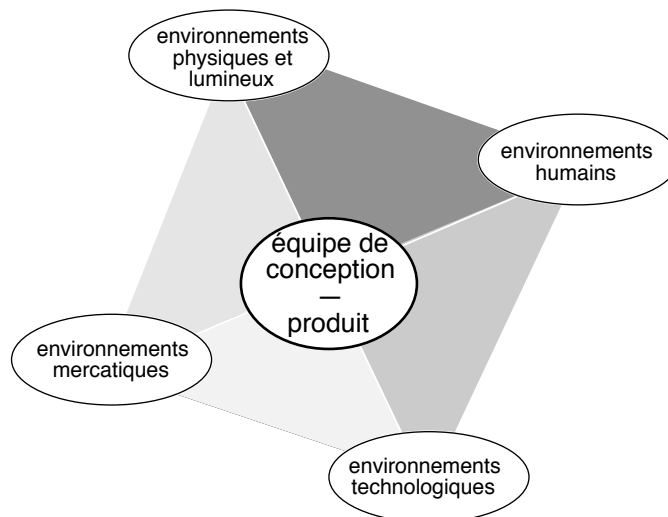 environnements
physiques et
lumineux
environnements
humains
équipe de
conception
—
produit
environnements
mercatiques
environnements
technologiques